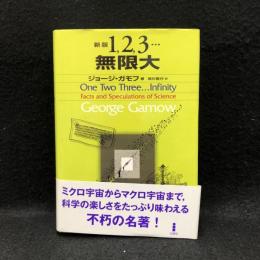 新版
1,2,3…
無限大
ジョージ・ガモフ 著
One Two Three...Infinity
Facts and Speculations of Science
George Gamow
ミクロ宇宙からマクロ宇宙まで,
科学の楽しさをたっぷり味わえる
不朽の名著!